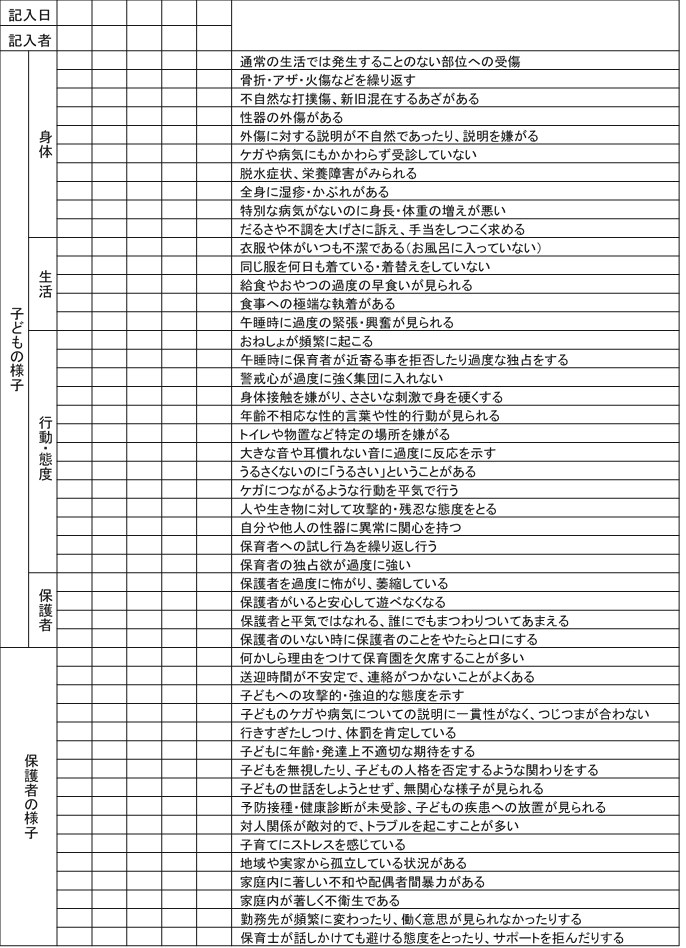 記入日
記入者
子どもの様子
身体
通常の生活では発生することのない部位への受傷
骨折・アザ・火傷などを繰り返す
不自然な打撲傷、新旧混在するあざがある
性器の外傷がある
外傷に対する説明が不自然であったり、説明を嫌がる
ケガや病気にもかかわらず受診していない
脱水症状、栄養障害がみられる
全身に湿疹・かぶれがある
特別な病気がないのに身長・体重の増えが悪い
だるさや不調を大げさに訴え、手当をしつこく求める
生活
衣服や体がいつも不潔である(お風呂に入っていない)
同じ服を何日も着ている・着替えをしていない
給食やおやつの過度の早食いが見られる
食事への極端な執着がある
午睡時に過度の緊張・興奮が見られる
行動・態度
おねしょが頻繁に起こる
午睡時に保育者が近寄る事を拒否したり過度な独占をする
警戒心が過度に強く集団に入れない
身体接触を嫌がり、ささいな刺激で身を硬くする
年齢不相応な性的言葉や性的行動が見られる
トイレや物置など特定の場所を嫌がる
大きな音や耳慣れない音に過度に反応を示す
うるさくないのに「うるさい」ということがある
ケガにつながるような行動を平気で行う
人や生き物に対して攻撃的・残忍な態度をとる
自分や他人の性器に異常に関心を持つ
保育者への試し行為を繰り返し行う
保育者の独占欲が過度に強い
保護者
保護者を過度に怖がり、萎縮している
保護者がいると安心して遊べなくなる
保護者と平気ではなれる、誰にでもまつわりついてあまえる
保護者のいない時に保護者のことをやたらと口にする
保護者の様子
何かしら理由をつけて保育園を欠席することが多い
送迎時間が不安定で、連絡がつかないことがよくある
子どもへの攻撃的・強迫的な態度を示す
子どものケガや病気についての説明に一貫性がなく、つじつまが合わない
行きすぎたしつけ、体罰を肯定している
子どもに年齢・発達上不適切な期待をする
子どもを無視したり、子どもの人格を否定するような関わりをする
子どもの世話をしようとせず、無関心な様子が見られる
予防接種・健康診断が未受診、子どもの疾患への放置が見られる
対人関係が敵対的で、トラブルを起こすことが多い
子育てにストレスを感じている
地域や実家から孤立している状況がある
家庭内に著しい不和や配偶者間暴力がある
家庭内が著しく不衛生である
勤務先が頻繁に変わったり、働く意思が見られなかったりする
保育士が話しかけても避ける態度をとったり、サポートを拒んだりする